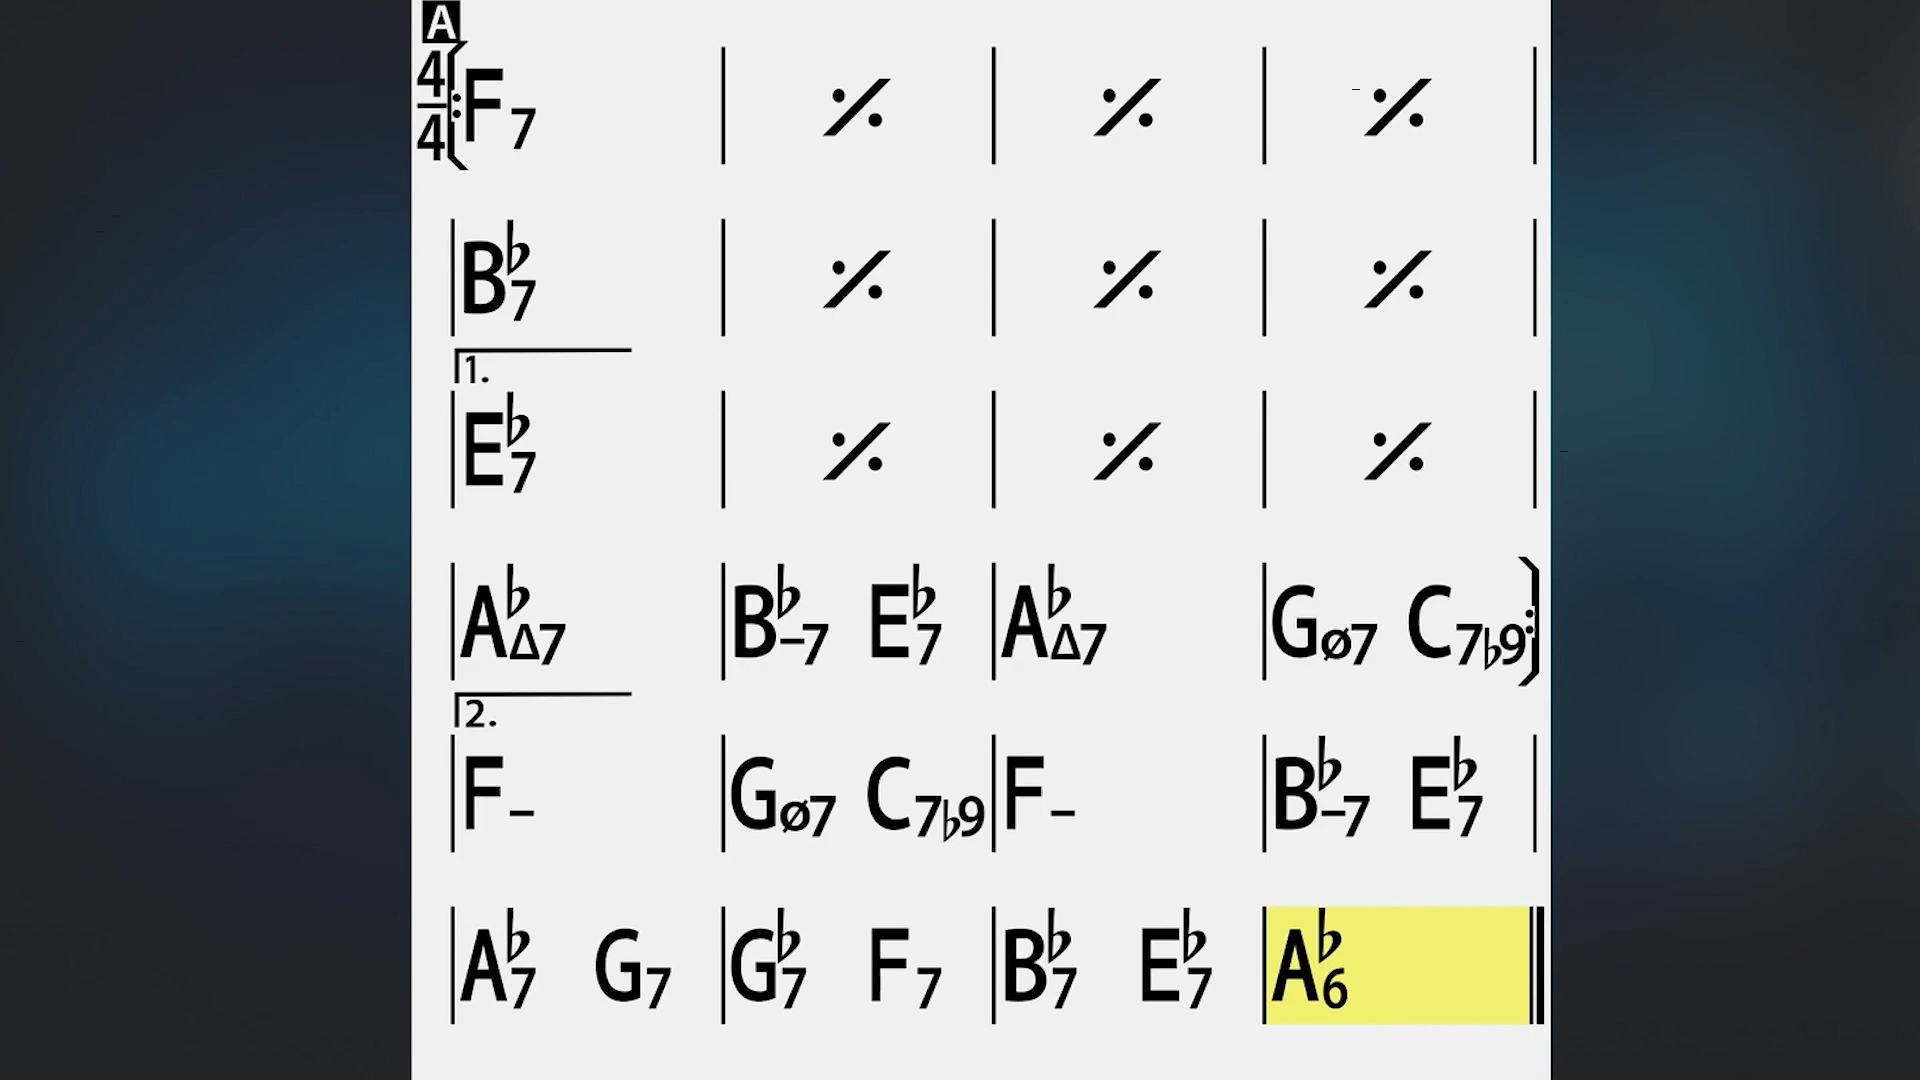 A
4/4 F7 | 𝄎 | 𝄎 | 𝄎
B♭7 | 𝄎 | 𝄎 | 𝄎
1.
E♭7 | 𝄎 | 𝄎 | 𝄎
A♭Δ7 | B♭–7 E♭7 | A♭Δ7 | Gø7 C7♭9
2.
F– | Gø7 C7♭9 | F– | B♭–7 E♭7
A♭7 G7 | G♭7 F7 | B♭7 E♭7 | A♭6